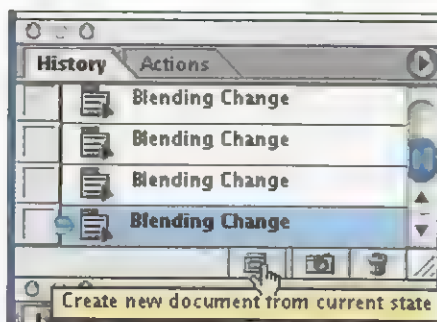 History Actions
Blending Change
Blending Change
Blending Change
Blending Change
Create new document from current state